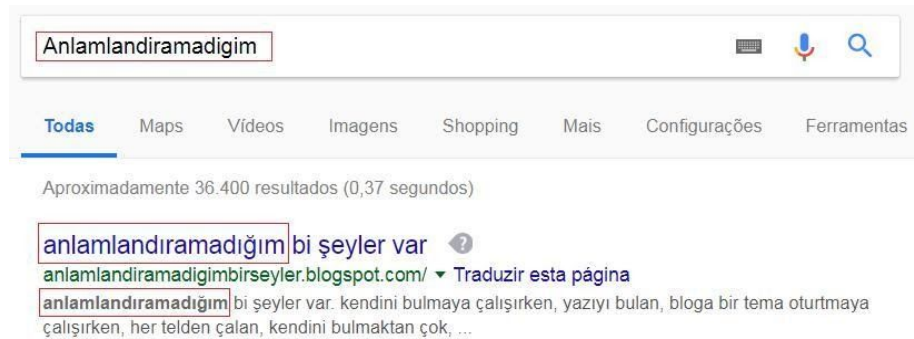 Anlamlandiramadigim
Todas Maps Vídeos Imagens Shopping Mais Configurações Ferramentas
Aproximadamente 36.400 resultados (0,37 segundos)
anlamlandıramadığım bi şeyler var ?
anlamlandiramadigimbirseyler.blogspot.com/ ▾ Traduzir esta página
anlamlandıramadığım bi şeyler var. kendini bulmaya çalışırken, yazıyı bulan, bloga bir tema oturtmaya
çalışırken, her telden çalan, kendini bulmaktan çok, ...